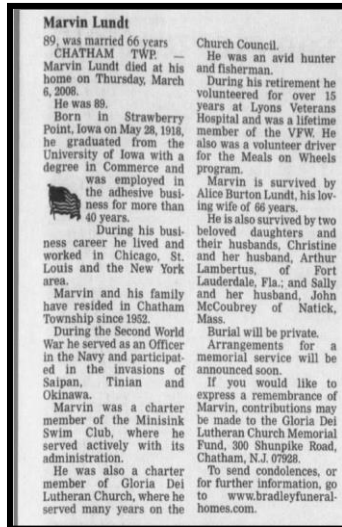 Marvin Lundt
89, was married 66 years
CHATHAM TWP. —
Marvin Lundt died at his
home on Thursday, March
6, 2008.
He was 89.
Born in Strawberry
Point, Iowa on May 28, 1918,
he graduated from the
University of Iowa with a
degree in Commerce and
was employed in
the adhesive busi-
ness for more than
40 years.
During his busi-
ness career he lived and
worked in Chicago, St.
Louis and the New York
area.
Marvin and his family
have resided in Chatham
Township since 1952.
During the Second World
War he served as an Officer
in the Navy and participat-
ed in the invasions of
Saipan, Tinian and
Okinawa.
Marvin was a charter
member of the Minisink
Swim Club, where he
served actively with its
administration.
He was also a charter
member of Gloria Dei
Lutheran Church, where he
served many years on the
Church Council.
He was an avid hunter
and fisherman.
During his retirement he
volunteered for over 15
years at Lyons Veterans
Hospital and was a lifetime
member of the VFW. He
also was a volunteer driver
for the Meals on Wheels
program.
Marvin is survived by
Alice Burton Lundt, his lov-
ing wife of 66 years.
He is also survived by two
beloved daughters and
their husbands, Christine
and her husband, Arthur
Lambertus, of Fort
Lauderdale, Fla.; and Sally
and her husband, John
McCoubrey of Natick,
Mass.
Burial will be private.
Arrangements for a
memorial service will be
announced soon.
If you would like to
express a remembrance of
Marvin, contributions may
be made to the Gloria Dei
Lutheran Church Memorial
Fund, 300 Shunpike Road,
Chatham, N.J. 07928.
To send condolences, or
for further information, go
to www.bradleyfuneral-
homes.com.